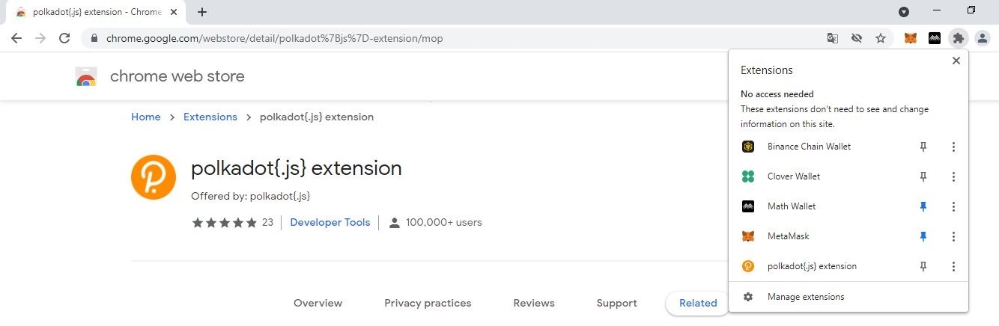 polkadot{.js} extension - Chrome
chrome.google.com/webstore/detail/polkadot%7Bjs%7D-extension/mop
chrome web store
Home > Extensions > polkadot{.js} extension
polkadot{.js} extension
Offered by: polkadot{.js}
23 Developer Tools 100,000+ users
Overview Privacy practices Reviews Support Related
Extensions
No access needed
These extensions don't need to see and change
information on this site.
Binance Chain Wallet
Clover Wallet
Math Wallet
MetaMask
polkadot{.js} extension
Manage extensions